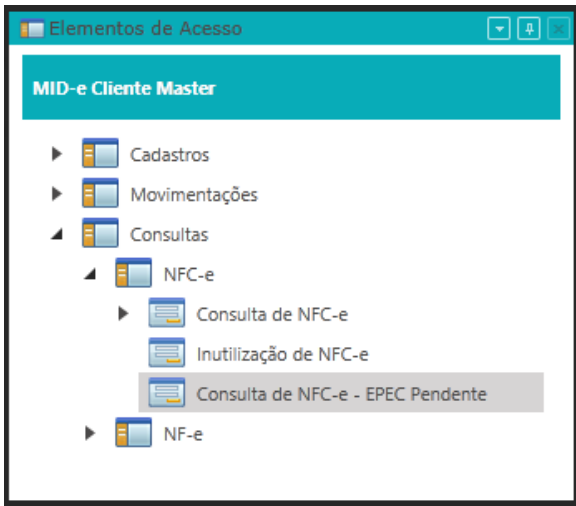 Elementos de Acesso
MID-e Cliente Master
Cadastros
Movimentações
Consultas
NFC-e
Consulta de NFC-e
Inutilização de NFC-e
Consulta de NFC-e - EPEC Pendente
NF-e